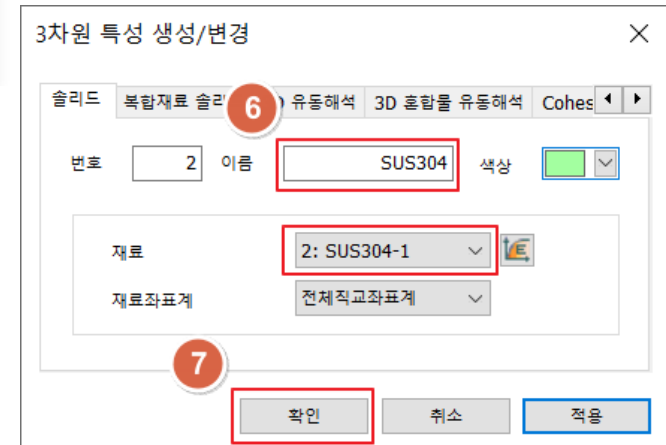 3차원 특성 생성/변경
솔리드 복합재료 솔리 유동해석 3D 혼합물 유동해석 Cohes
6
번호 2 이름 SUS304 색상
재료 2: SUS304-1
재료좌표계 전체직교좌표계
7
확인 취소 적용